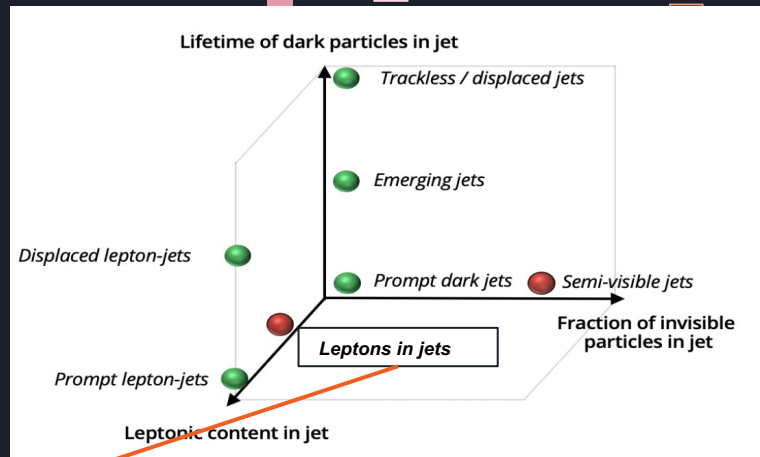 Lifetime of dark particles in jet
Trackless / displaced jets
Emerging jets
Displaced lepton-jets
Prompt dark jets
Semi-visible jets
Fraction of invisible
particles in jet
Leptons in jets
Prompt lepton-jets
Leptonic content in jet